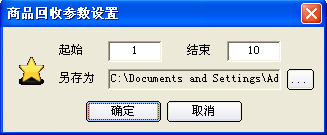 商品回收参数设置
起始 1 结束 10
另存为 C:\Documents and Settings\Ad ...
确定 取消